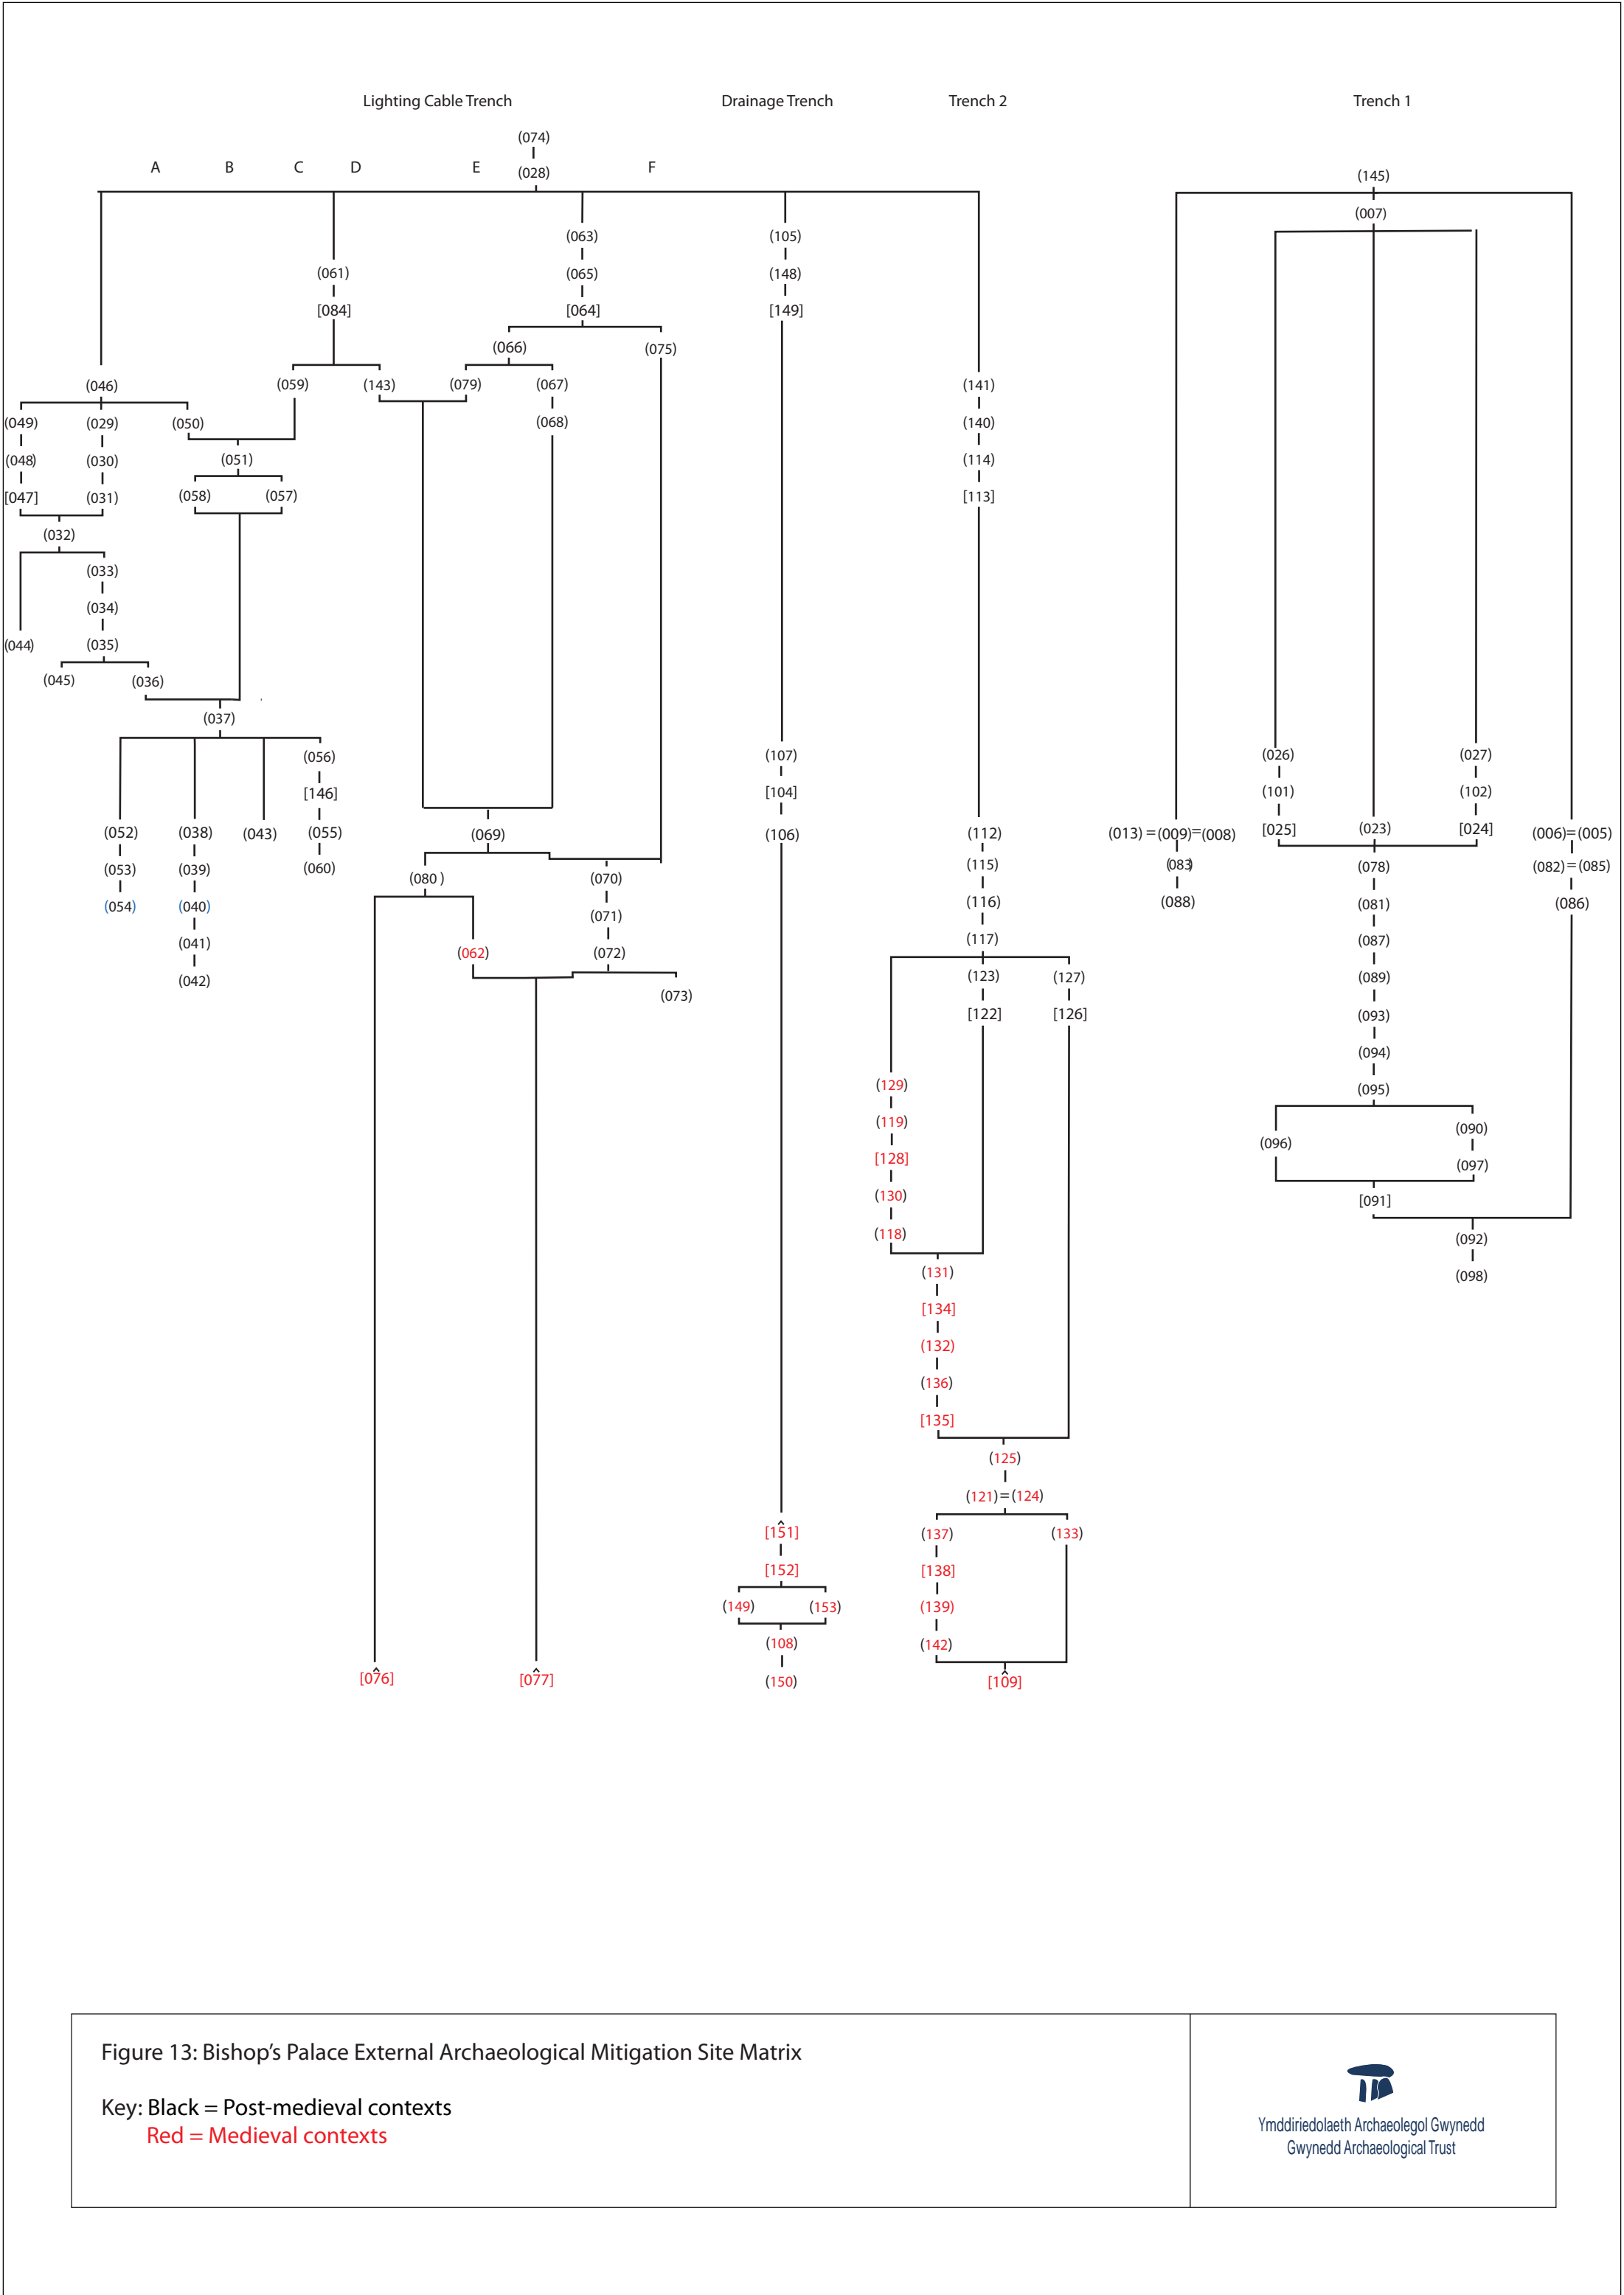 Lighting Cable Trench Drainage Trench Trench 2 Trench 1
(074)
A B C D E (028) F
(145)
(007)
(063) (105)
(061) (065) (148)
[084] [064] [149]
(066) (075)
(046) (059) (143) (079) (067) (141)
(049) (029) (050) (068) (140)
(048) (030) (051) (114)
[047] (031) (058) (057) [113]
(032)
(033)
(034)
(044) (035)
(045) (036)
(037)
(056) (107) (026) (027)
[146] [104] (101) (102)
(052) (038) (043) (055) (069) (106) (112) (013) = (009) = (008) [025] (023) [024] (006) = (005)
(053) (039) (060) (080 ) (070) (115) (083) (078) (082) = (085)
(054) (040) (071) (116) (088) (081) (086)
(041) (062) (072) (117) (087)
(042) (073) (123) (127) (089)
[122] [126] (093)
(094)
(129) (095)
(119) (096) (090)
[128] (097)
(130) [091]
(118) (092)
(131) (098)
[134]
(132)
(136)
[135]
(125)
(121) = (124)
[151] (137) (133)
[152] [138]
(149) (153) (139)
(108) (142)
[076] [077] (150) [109]
Figure 13: Bishop’s Palace External Archaeological Mitigation Site Matrix
Key: Black = Post-medieval contexts
Red = Medieval contexts
Ymddiriedolaeth Archaeolegol Gwynedd
Gwynedd Archaeological Trust